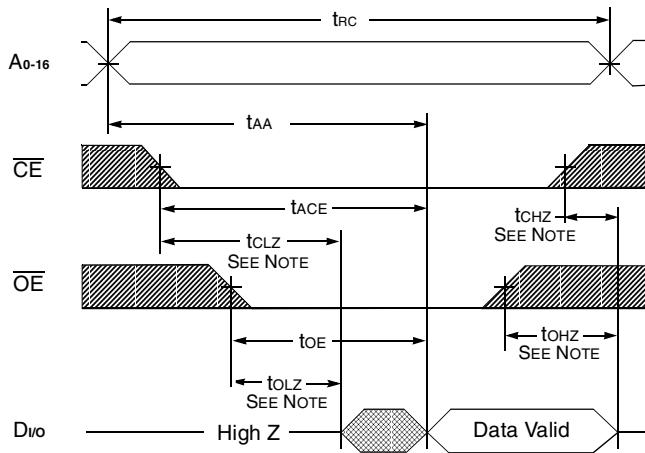 tRC
A0-16
tAA
CE
tACE
tCHZ
SEE NOTE
tCLZ
SEE NOTE
OE
tOE
tOHZ
SEE NOTE
tOLZ
SEE NOTE
DI/O
High Z
Data Valid